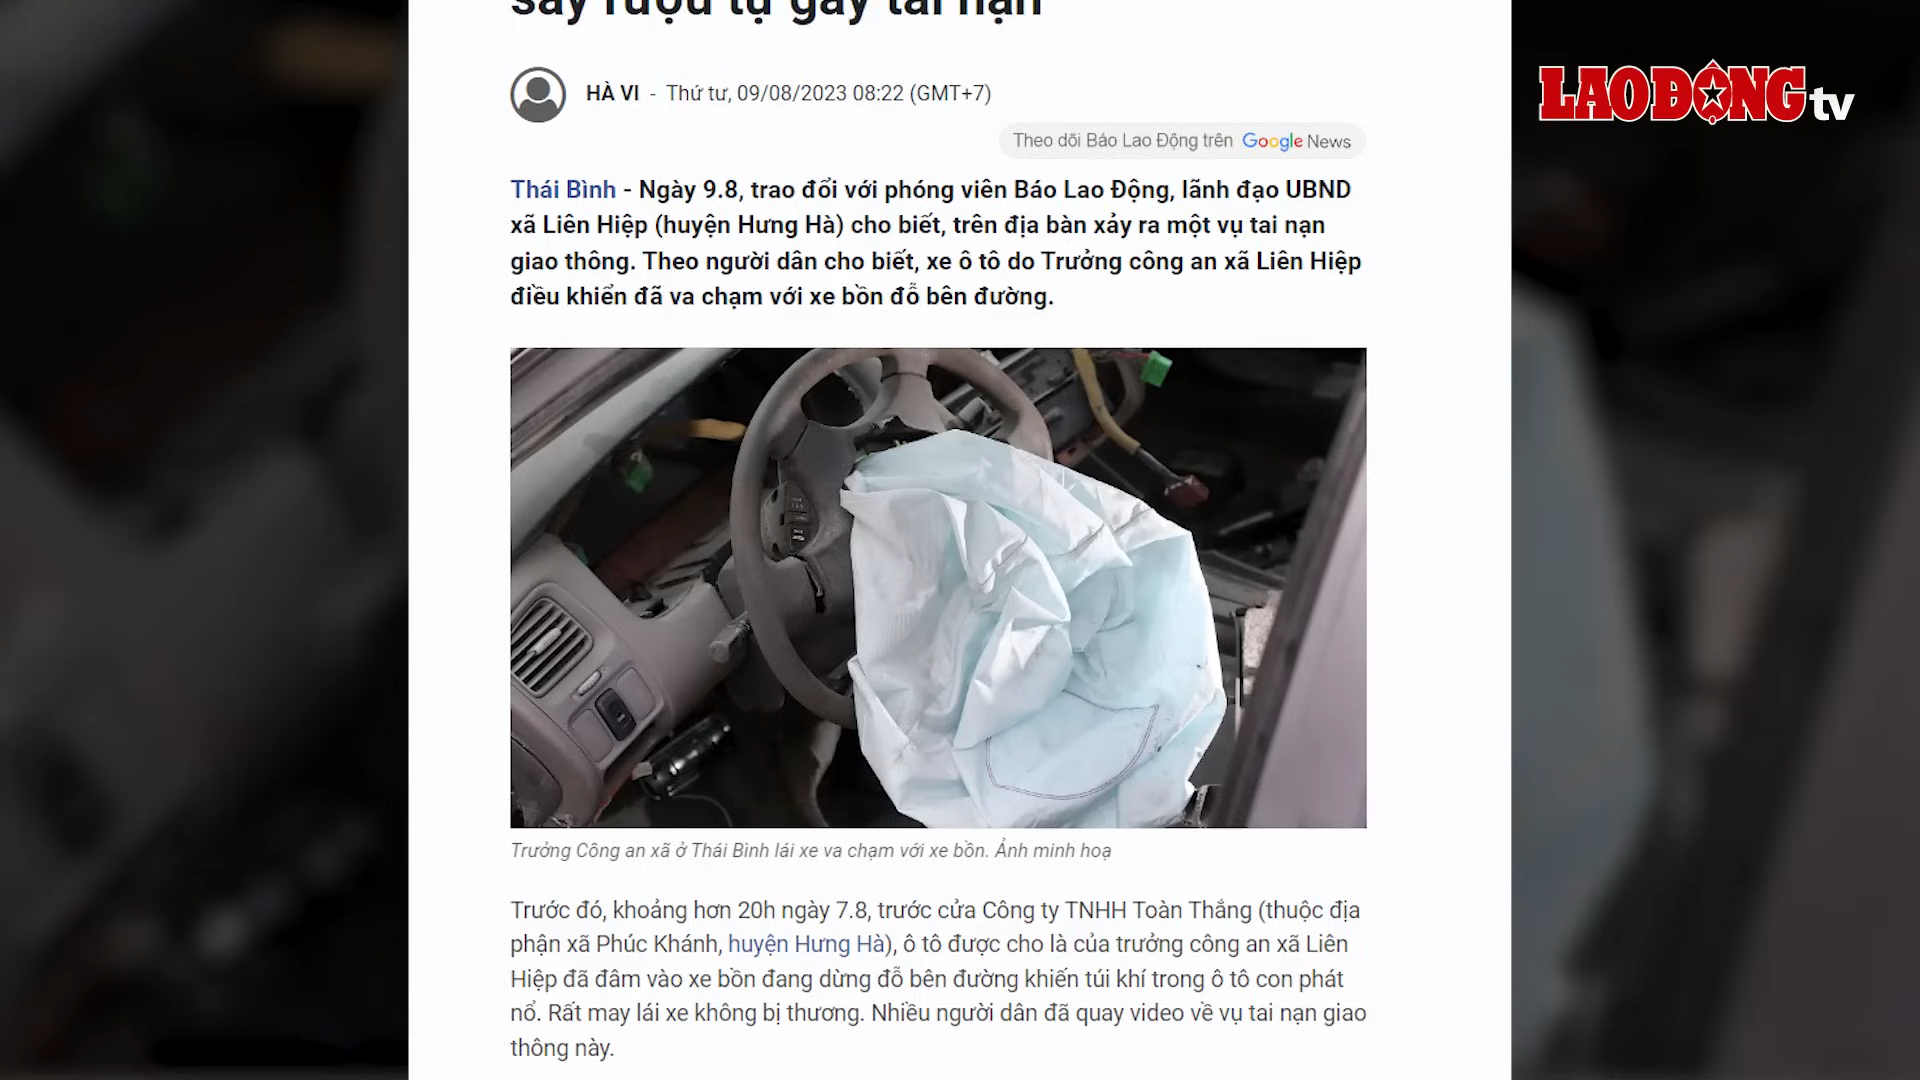 say rượu tự gây tai nạn
LAO ĐỘNG tv
HÀ VI - Thứ tư, 09/08/2023 08:22 (GMT+7)
Theo dõi Báo Lao Động trên Google News
Thái Bình - Ngày 9.8, trao đổi với phóng viên Báo Lao Động, lãnh đạo UBND
xã Liên Hiệp (huyện Hưng Hà) cho biết, trên địa bàn xảy ra một vụ tai nạn
giao thông. Theo người dân cho biết, xe ô tô do Trưởng công an xã Liên Hiệp
điều khiển đã va chạm với xe bồn đỗ bên đường.
Trưởng Công an xã ở Thái Bình lái xe va chạm với xe bồn. Ảnh minh hoạ
Trước đó, khoảng hơn 20h ngày 7.8, trước cửa Công ty TNHH Toàn Thắng (thuộc địa
phận xã Phúc Khánh, huyện Hưng Hà), ô tô được cho là của trưởng công an xã Liên
Hiệp đã đâm vào xe bồn đang dừng đỗ bên đường khiến túi khí trong ô tô con phát
nổ. Rất may lái xe không bị thương. Nhiều người dân đã quay video về vụ tai nạn giao
thông này.